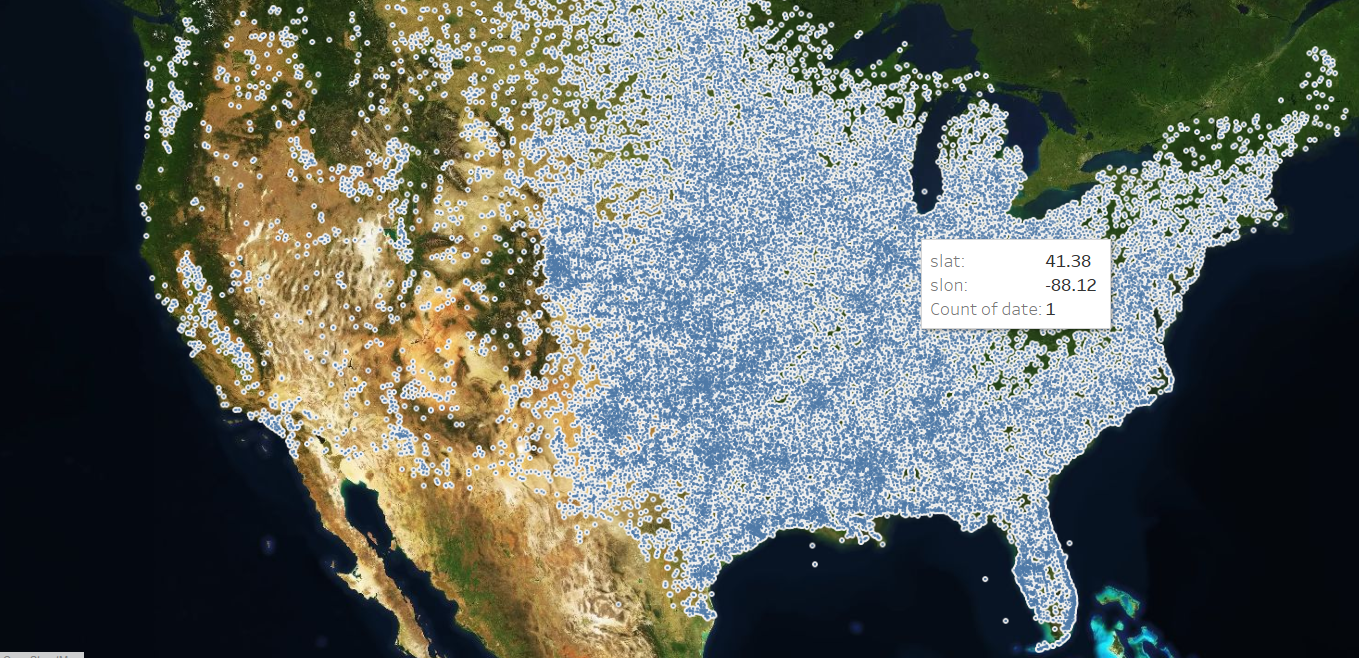 slat: 41.38
slon: -88.12
Count of date: 1